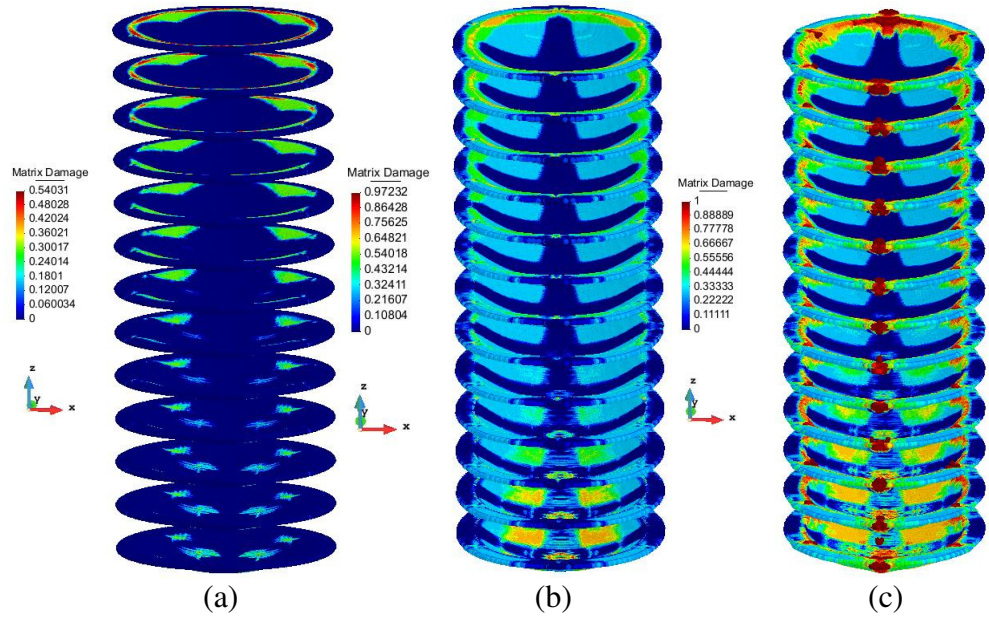 Matrix Damage
0.54031
0.48028
0.42024
0.36021
0.30017
0.24014
0.1801
0.12007
0.060034
0
z
y
x
Matrix Damage
0.97232
0.86428
0.75625
0.64821
0.54018
0.43214
0.32411
0.21607
0.10804
0
z
y
x
Matrix Damage
1
0.88889
0.77778
0.66667
0.55556
0.44444
0.33333
0.22222
0.11111
0
z
y
x
(a)
(b)
(c)